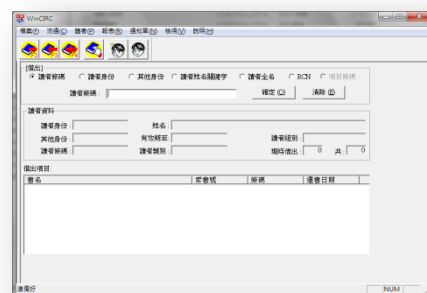 WinCIRC
檔案(F) 流通(C) 讀者(P) 報表(R) 通知單(N) 檢視(V) 說明(H)
[借出]
讀者條碼 讀者身份 其他身份 讀者姓名關鍵字 讀者全名 RCN 項目條碼
讀者條碼: 確定(O) 清除(R)
讀者資料
讀者身份: 姓名:
其他身份: 有效期至: 讀者組別:
讀者條碼: 讀者類別: 現時借出: 0 共: 0
借出項目:
書名 索書號 條碼 還書日期
準備好 NUM